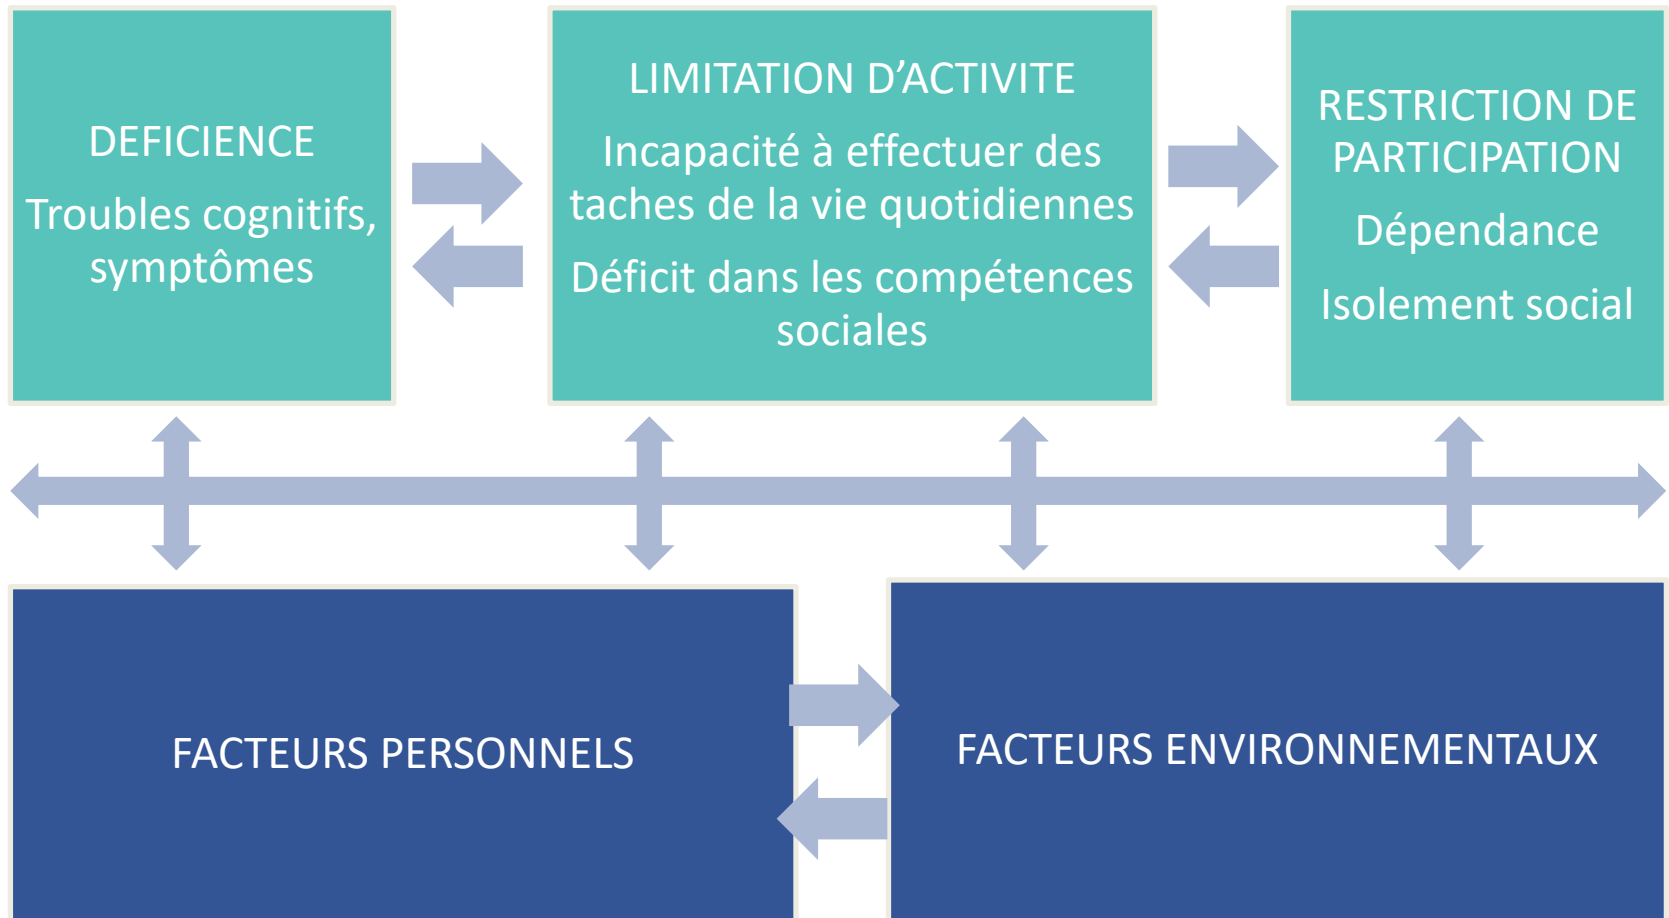 DEFICIENCE
Troubles cognitifs,
symptômes
LIMITATION D’ACTIVITE
Incapacité à effectuer des
taches de la vie quotidiennes
Déficit dans les compétences
sociales
RESTRICTION DE
PARTICIPATION
Dépendance
Isolement social
FACTEURS PERSONNELS
FACTEURS ENVIRONNEMENTAUX